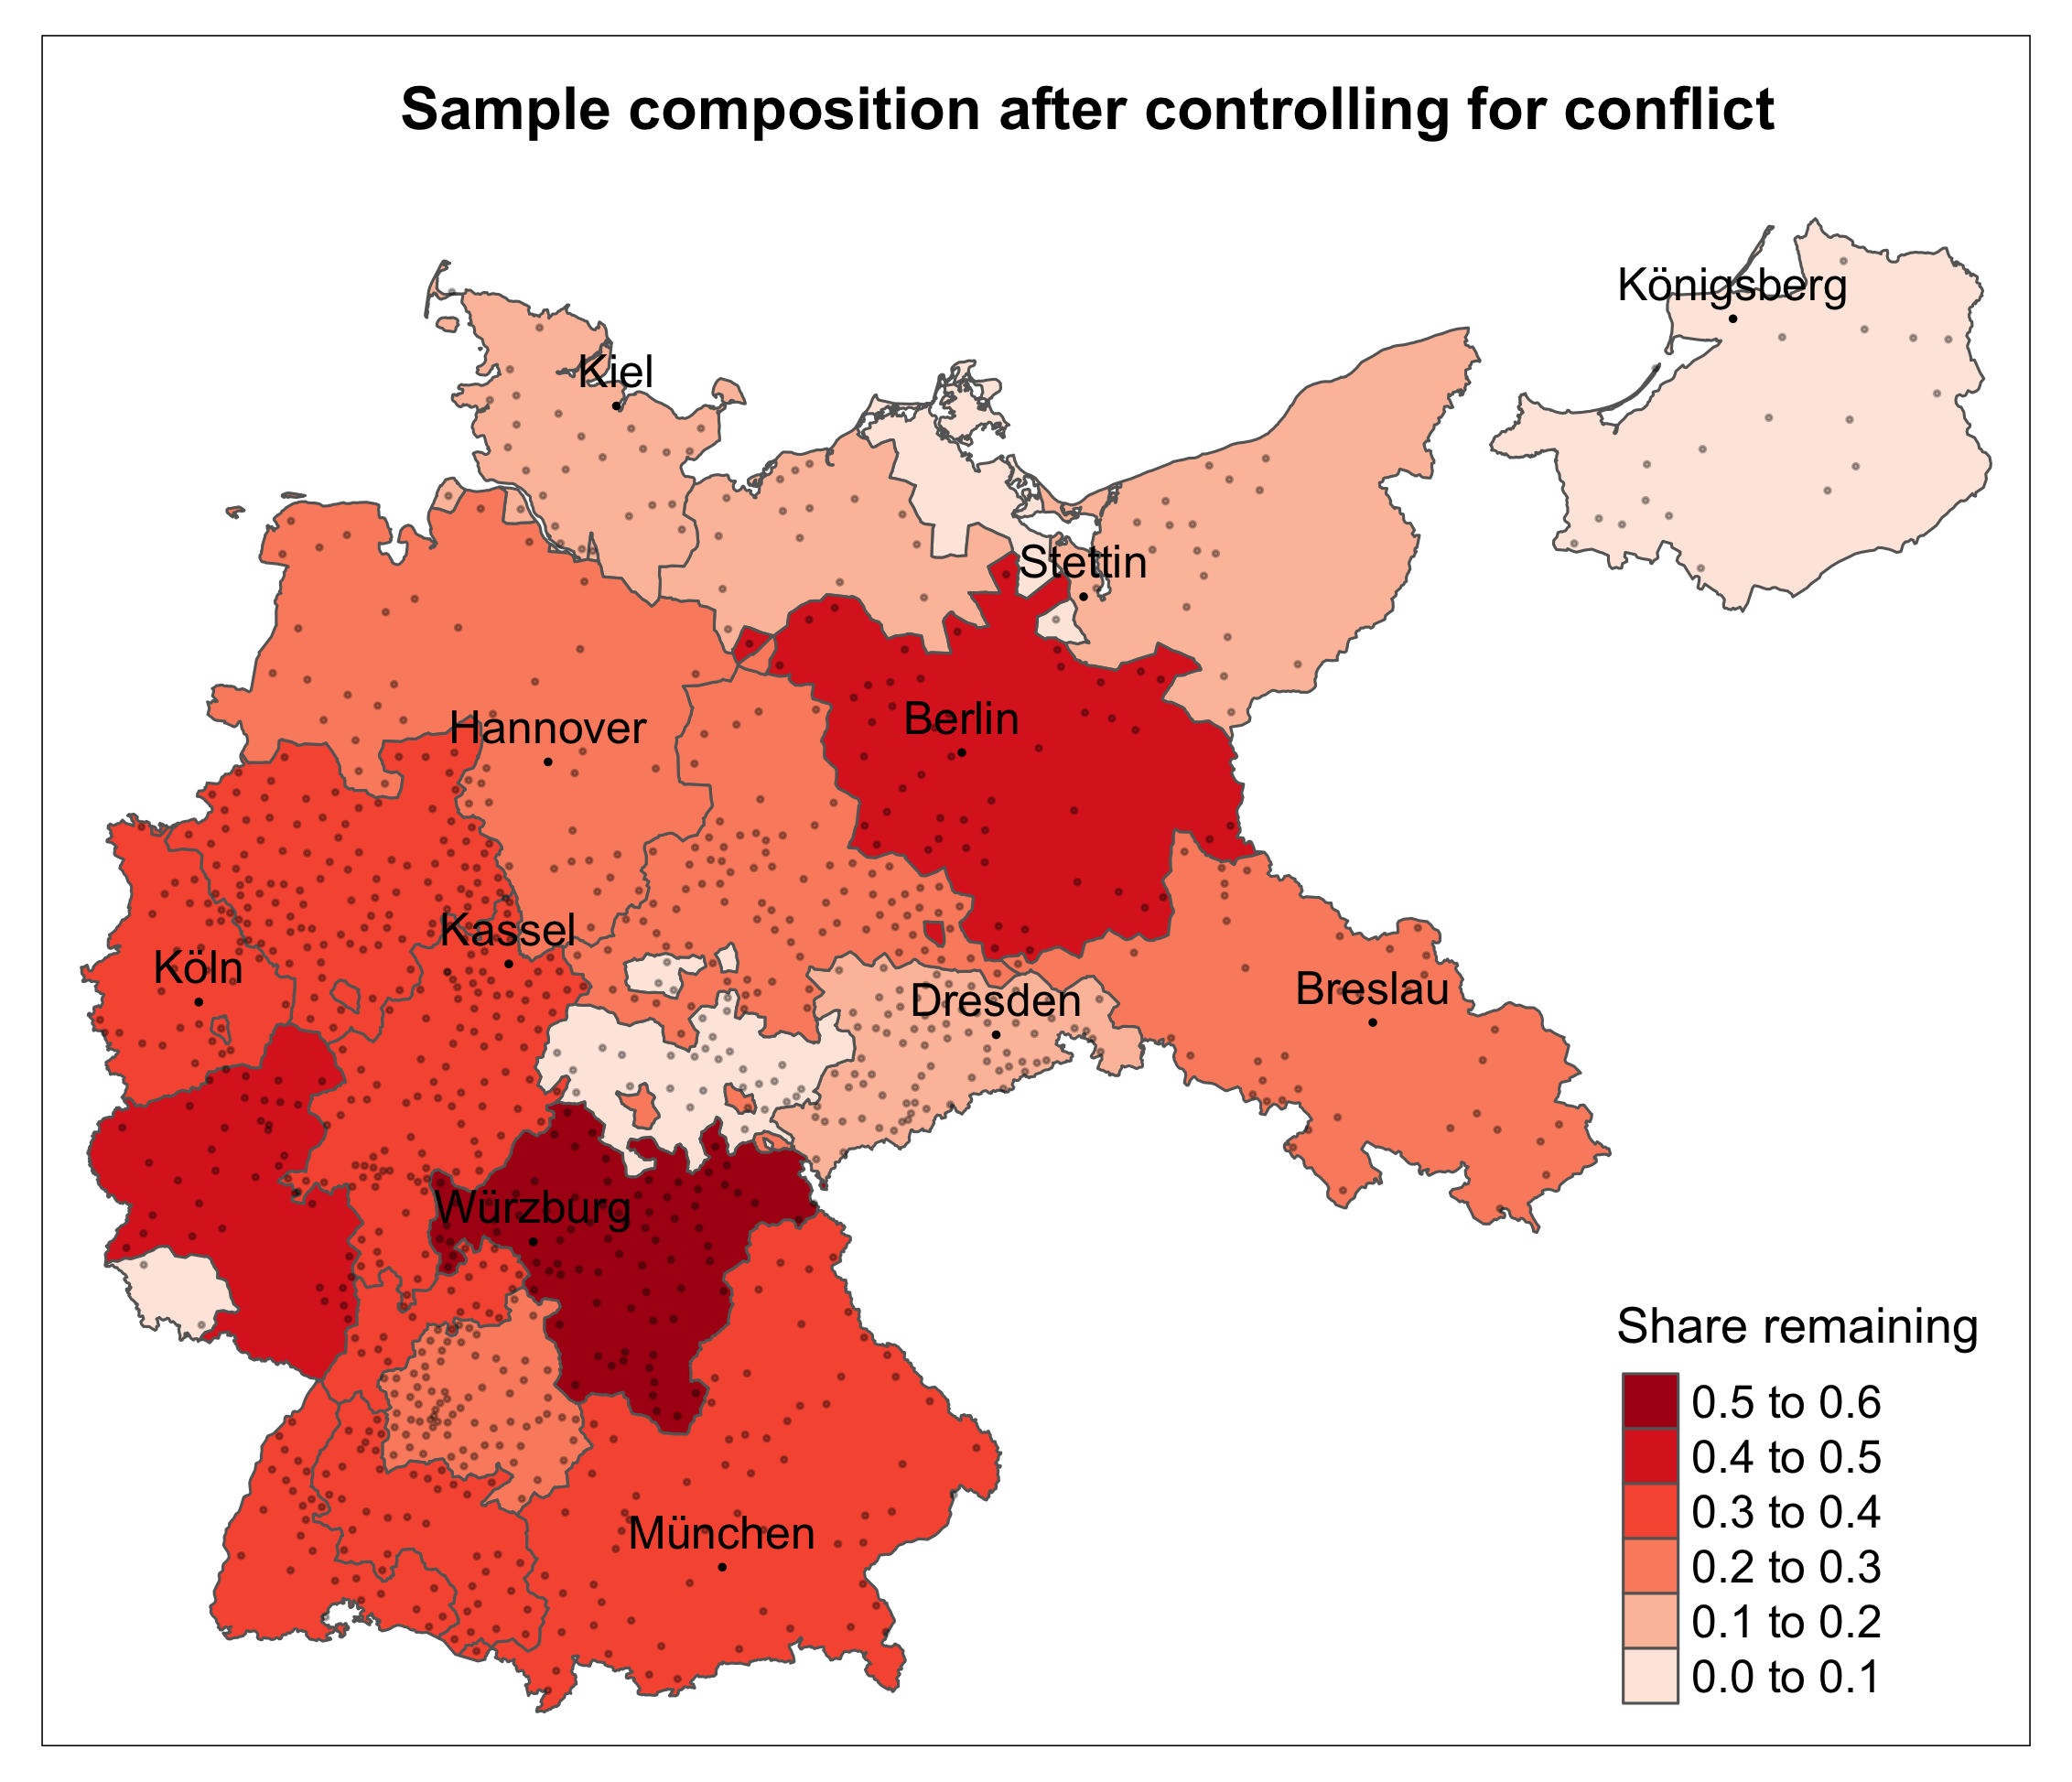 Sample composition after controlling for conflict
Königsberg
Kiel
Stettin
Berlin
Hannover
Kassel
Köln
Dresden
Breslau
Würzburg
München
Share remaining
0.5 to 0.6
0.4 to 0.5
0.3 to 0.4
0.2 to 0.3
0.1 to 0.2
0.0 to 0.1